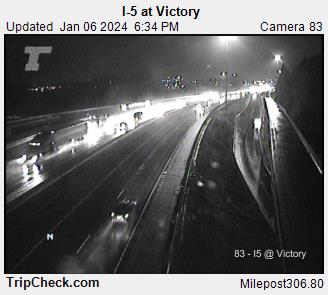 I-5 at Victory
Updated Jan 06 2024 6:34 PM Camera 83
T
N
83 - I5 @ Victory
TripCheck.com Milepost306.80